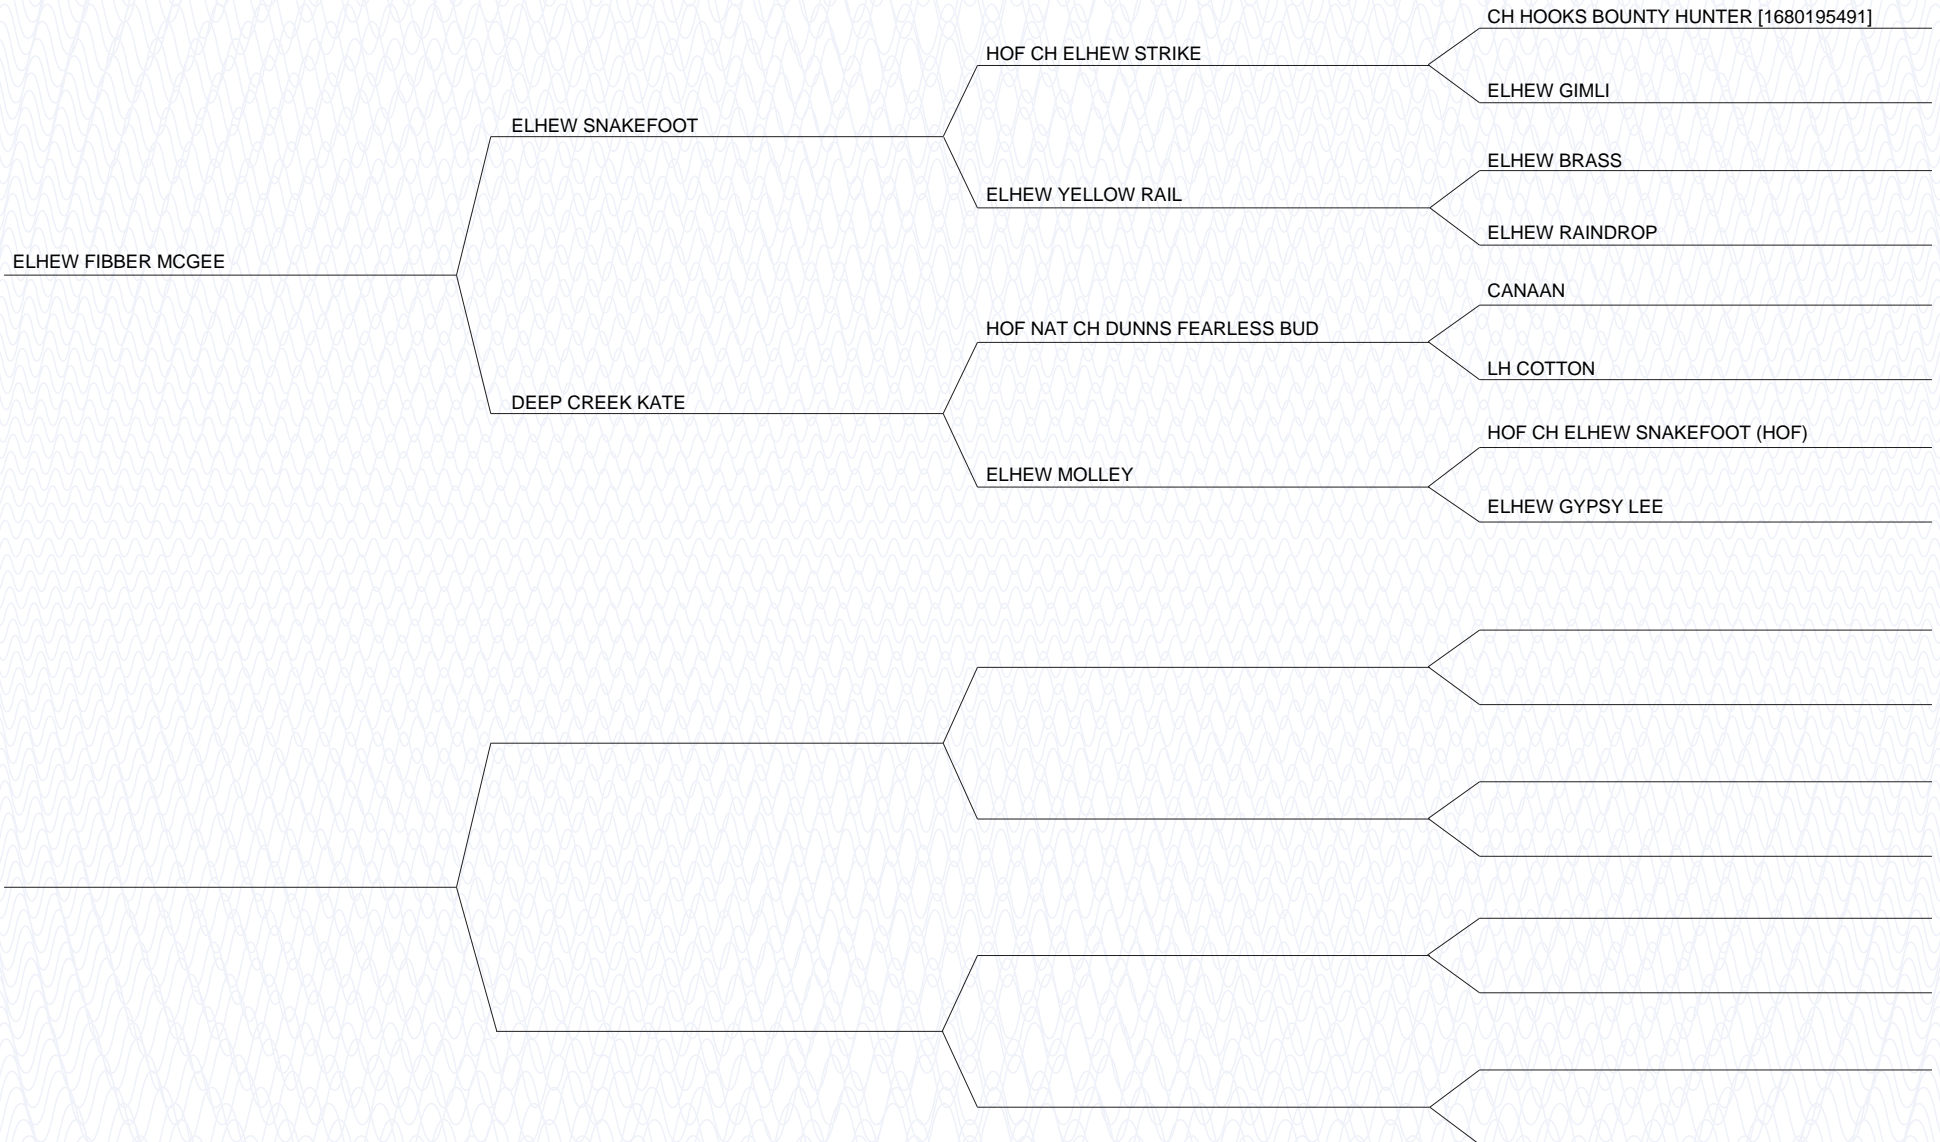 CH HOOKS BOUNTY HUNTER [1680195491]
HOF CH ELHEW STRIKE
ELHEW GIMLI
ELHEW SNAKEFOOT
ELHEW BRASS
ELHEW YELLOW RAIL
ELHEW RAINDROP
ELHEW FIBBER MCGEE
CANAAN
HOF NAT CH DUNNS FEARLESS BUD
LH COTTON
DEEP CREEK KATE
HOF CH ELHEW SNAKEFOOT (HOF)
ELHEW MOLLEY
ELHEW GYPSY LEE